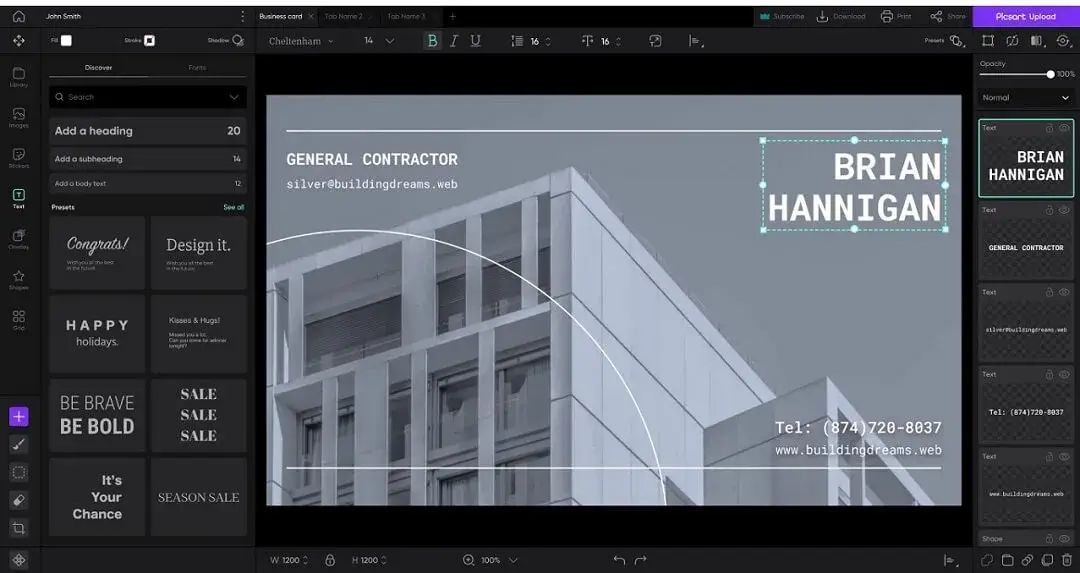 John Smith
Business card
Tab Name 2
Tab Name 3
Subscribe
Download
Print
Share
Picsart Upload
Fill
Stroke
Shadow
Cheltenham
14
B I U
16
16
Presets
Discover
Fonts
Search
Library
Images
Stickers
Text
Overlay
Shapes
Grid
Add a heading 20
Add a subheading 14
Add a body text 12
Presets See all
Congrats!
Wish you all the best
in the future.
Design it.
Wish you all the best
in the future
HAPPY
holidays.
Kisses & Hugs!
Missed you a lot.
Can you come for dinner
tonight?
BE BRAVE
BE BOLD
SALE
SALE
SALE
It's
Your
Chance
SEASON SALE
GENERAL CONTRACTOR
silver@buildingdreams.web
BRIAN
HANNIGAN
Tel: (874)720-8037
www.buildingdreams.web
W 1200
H 1200
100%
Opacity
100%
Normal
Text
BRIAN
HANNIGAN
Text
GENERAL CONTRACTOR
Text
silver@buildingdreams.web
Text
Tel: (874)720-8037
Text
www.buildingdreams.web
Shape